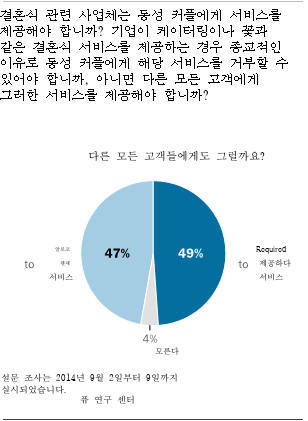 결혼식 관련 사업체는 동성 커플에게 서비스를
제공해야 합니까? 기업이 케이터링이나 꽃과
같은 결혼식 서비스를 제공하는 경우 종교적인
이유로 동성 커플에게 해당 서비스를 거부할 수
있어야 합니까, 아니면 다른 모든 고객에게
그러한 서비스를 제공해야 합니까?
다른 모든 고객들에게도 그럴까요?
47%
49%
to
서비스
to
Required
제공하다
서비스
4%
모른다
설문 조사는 2014년 9월 2일부터 9일까지
실시되었습니다.
퓨 연구 센터